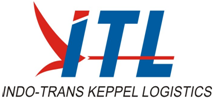 iTL
INDO-TRANS KEPPEL LOGISTICS